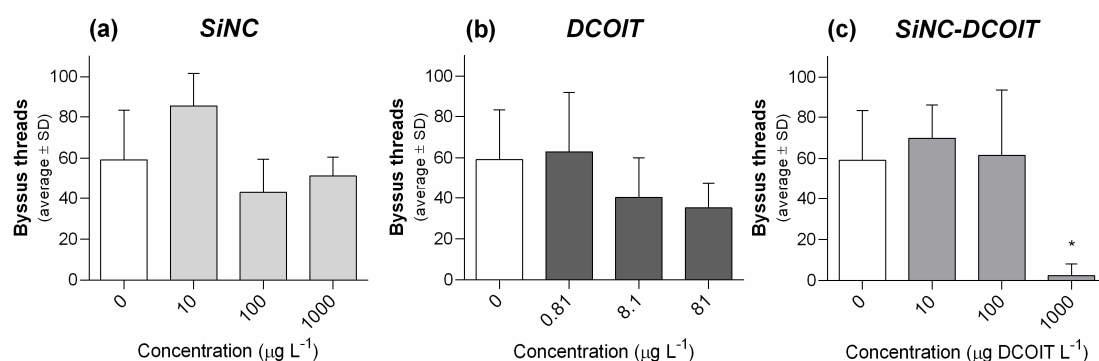 (a) SiNC
Byssus threads
(average ± SD)
100
80
60
40
20
0
0 10 100 1000
Concentration (µg L⁻¹)
(b) DCOIT
Byssus threads
(average ± SD)
100
80
60
40
20
0
0 0.81 8.1 81
Concentration (µg L⁻¹)
(c) SiNC-DCOIT
Byssus threads
(average ± SD)
100
80
60
40
20
0
*
0 10 100 1000
Concentration (µg DCOIT L⁻¹)